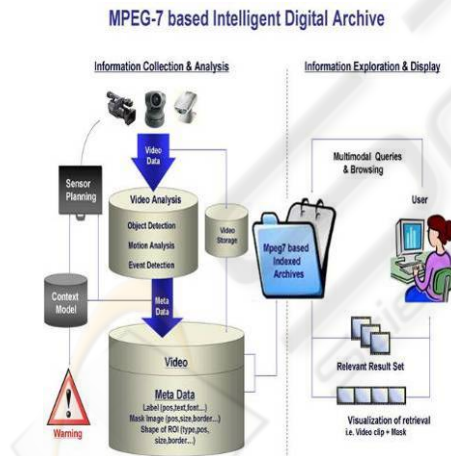 MPEG-7 based Intelligent Digital Archive
Information Collection & Analysis
Information Exploration & Display
Video
Data
Sensor
Planning
Video Analysis
Object Detection
Motion Analysis
Event Detection
Video
Storage
Context
Model
Meta
Data
Video
Meta Data
Label (pos,text,font...)
Mask Image (pos,size,border...)
Shape of ROI (type,pos,
size,border...)
Warning
Multimodal Queries
& Browsing
User
Mpeg7 based
Indexed
Archives
Relevant Result Set
Visualization of retrieval
i.e. Video clip + Mask